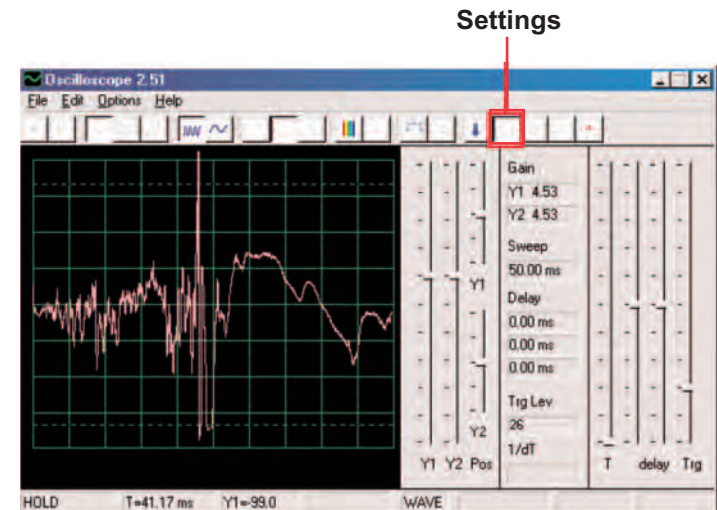 Settings
Oscilloscope 2.51
File Edit Options Help
Gain
Y1 4.53
Y2 4.53
Sweep
50.00 ms
Delay
0.00 ms
0.00 ms
0.00 ms
Trg Lev
26
1/dT
Y1
Y2
Y1 Y2 Pos
T delay Trg
HOLD T=41.17 ms Y1=-99.0 WAVE